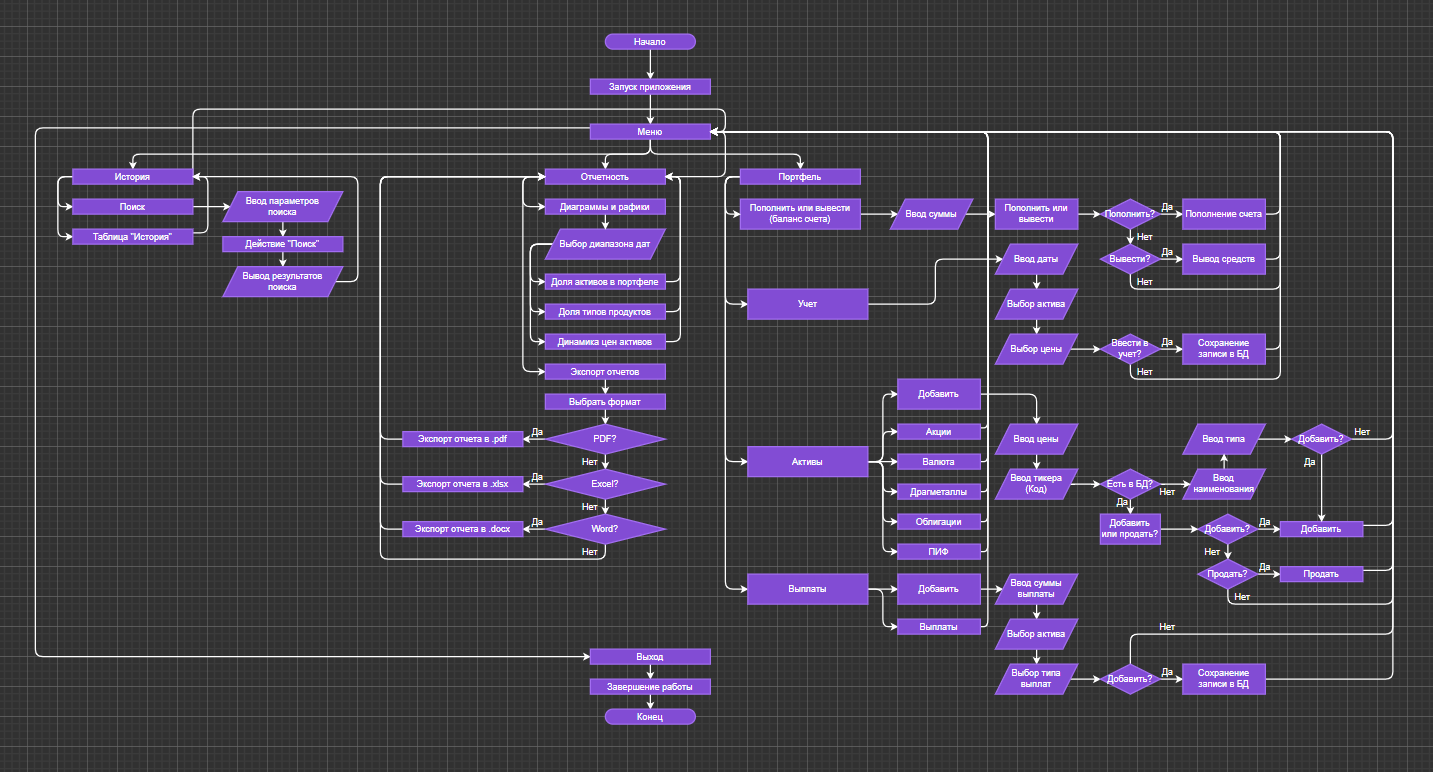 Начало
Запуск приложения
Меню
История
Поиск
Таблица "История"
Ввод параметров
поиска
Действие "Поиск"
Вывод результатов
поиска
Отчетность
Диаграммы и рафики
Выбор диапазона дат
Доля активов в портфеле
Доля типов продуктов
Динамика цен активов
Экспорт отчетов
Выбрать формат
PDF?
Да
Экспорт отчета в .pdf
Нет
Excel?
Да
Экспорт отчета в .xlsx
Нет
Word?
Да
Экспорт отчета в .docx
Нет
Портфель
Пополнить или вывести
(баланс счета)
Ввод суммы
Пополнить или
вывести
Пополнить?
Да
Пополнение счета
Нет
Вывести?
Да
Вывод средств
Нет
Учет
Ввод даты
Выбор актива
Выбор цены
Ввести в
учет?
Да
Сохранение
записи в БД
Нет
Активы
Добавить
Акции
Валюта
Драгметаллы
Облигации
ПИФ
Ввод цены
Ввод тикера
(Код)
Есть в БД?
Нет
Ввод
наименования
Ввод типа
Добавить?
Нет
Да
Да
Добавить
или продать?
Добавить?
Да
Добавить
Нет
Продать?
Да
Продать
Нет
Выплаты
Добавить
Выплаты
Ввод суммы
выплаты
Выбор актива
Выбор типа
выплат
Добавить?
Нет
Да
Сохранение
записи в БД
Выход
Завершение работы
Конец